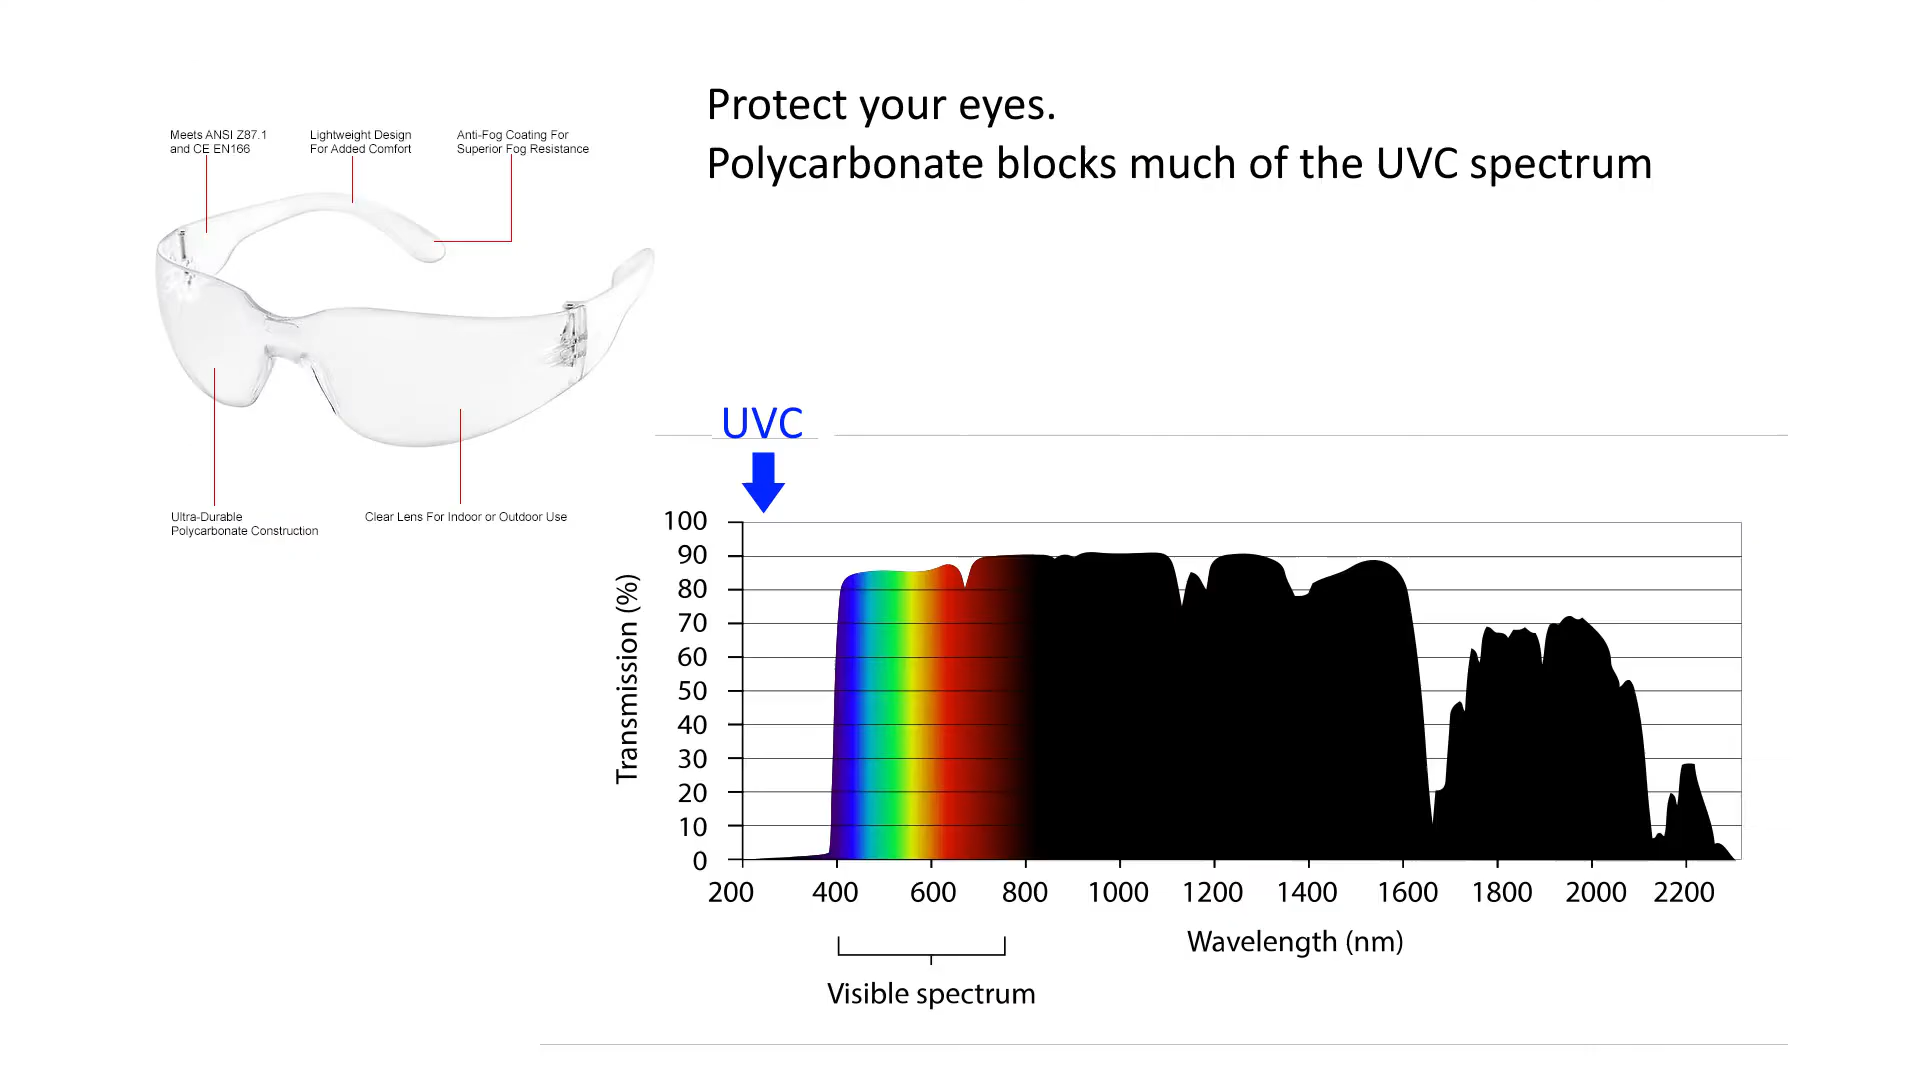 Protect your eyes.
Polycarbonate blocks much of the UVC spectrum
Meets ANSI Z87.1
and CE EN166
Lightweight Design
For Added Comfort
Anti-Fog Coating For
Superior Fog Resistance
Ultra-Durable
Polycarbonate Construction
Clear Lens For Indoor or Outdoor Use
UVC
Transmission (%)
100
90
80
70
60
50
40
30
20
10
0
200 400 600 800 1000 1200 1400 1600 1800 2000 2200
Wavelength (nm)
Visible spectrum